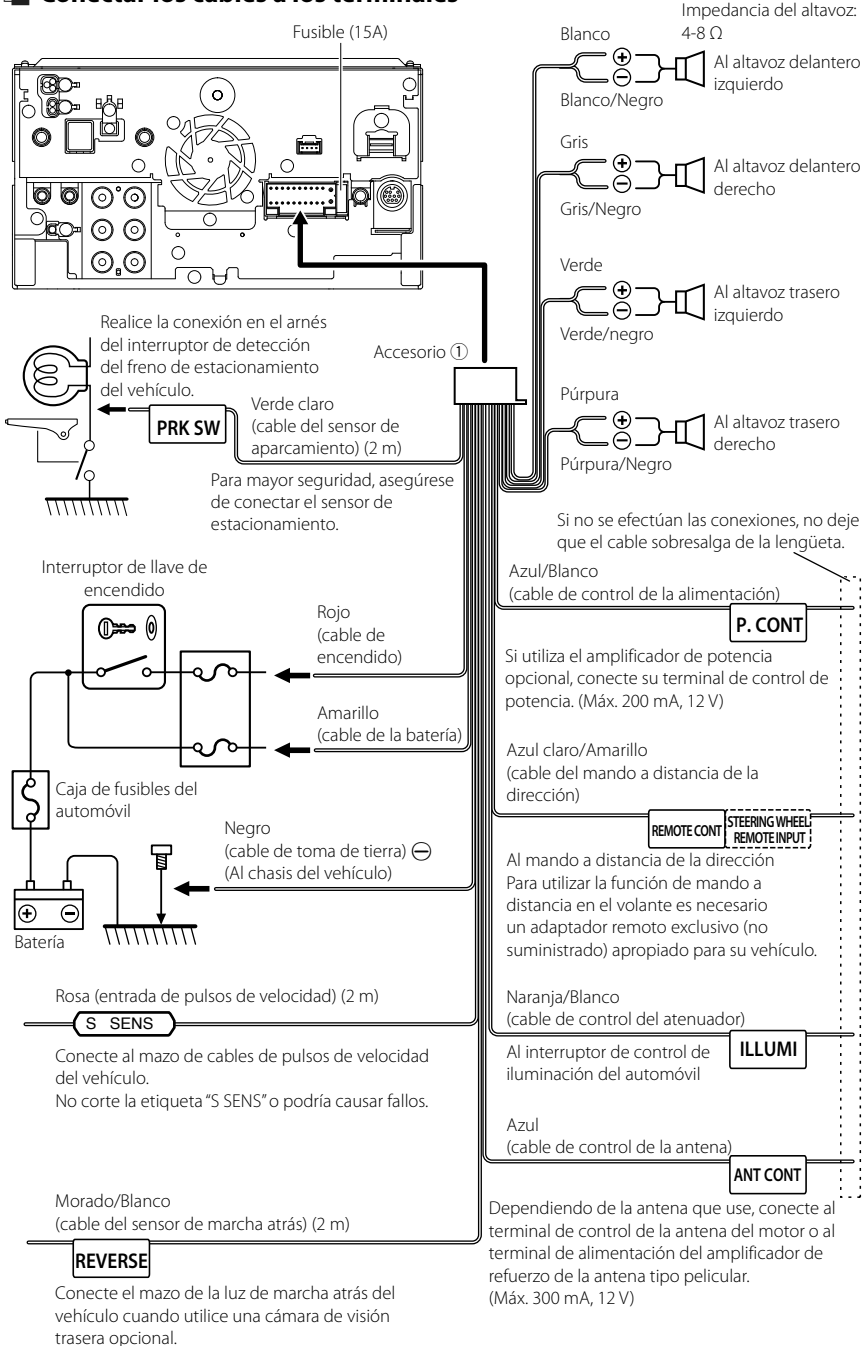 Conectar los cables a los terminales
Fusible (15A)
Impedancia del altavoz:
4-8 Ω
Blanco
Blanco/Negro
Al altavoz delantero
izquierdo
Gris
Gris/Negro
Al altavoz delantero
derecho
Verde
Verde/negro
Al altavoz trasero
izquierdo
Púrpura
Púrpura/Negro
Al altavoz trasero
derecho
Realice la conexión en el arnés
del interruptor de detección
del freno de estacionamiento
del vehículo.
Accesorio ①
PRK SW
Verde claro
(cable del sensor de
aparcamiento) (2 m)
Para mayor seguridad, asegúrese
de conectar el sensor de
estacionamiento.
Si no se efectúan las conexiones, no deje
que el cable sobresalga de la lengüeta.
Interruptor de llave de
encendido
Rojo
(cable de
encendido)
Amarillo
(cable de la batería)
Caja de fusibles del
automóvil
Negro
(cable de toma de tierra) ⊖
(Al chasis del vehículo)
⊕ ⊖
Batería
Azul/Blanco
(cable de control de la alimentación)
P. CONT
Si utiliza el amplificador de potencia
opcional, conecte su terminal de control de
potencia. (Máx. 200 mA, 12 V)
Azul claro/Amarillo
(cable del mando a distancia de la
dirección)
REMOTE CONT
STEERING WHEEL
REMOTE INPUT
Al mando a distancia de la dirección
Para utilizar la función de mando a
distancia en el volante es necesario
un adaptador remoto exclusivo (no
suministrado) apropiado para su vehículo.
Rosa (entrada de pulsos de velocidad) (2 m)
S SENS
Conecte al mazo de cables de pulsos de velocidad
del vehículo.
No corte la etiqueta “S SENS” o podría causar fallos.
Naranja/Blanco
(cable de control del atenuador)
ILLUMI
Al interruptor de control de
iluminación del automóvil
Azul
(cable de control de la antena)
ANT CONT
Dependiendo de la antena que use, conecte al
terminal de control de la antena del motor o al
terminal de alimentación del amplificador de
refuerzo de la antena tipo pelicular.
(Máx. 300 mA, 12 V)
Morado/Blanco
(cable del sensor de marcha atrás) (2 m)
REVERSE
Conecte el mazo de la luz de marcha atrás del
vehículo cuando utilice una cámara de visión
trasera opcional.